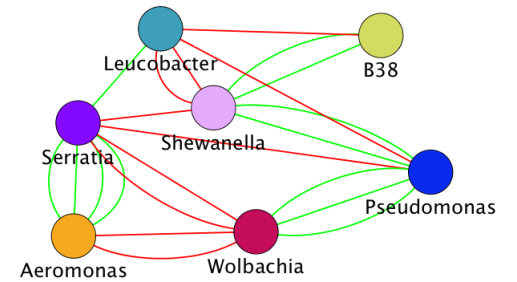 Leucobacter
B38
Shewanella
Serratia
Pseudomonas
Wolbachia
Aeromonas